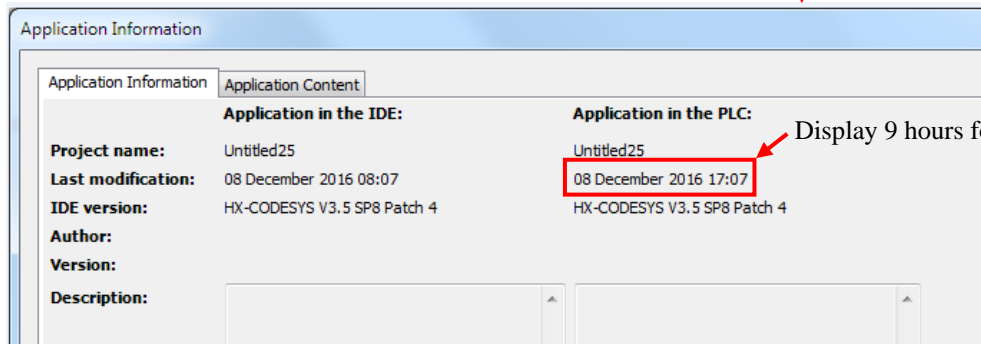 Application Information
Application Information Application Content
Application in the IDE: Application in the PLC:
Display 9 hours
Project name: Untitled25 Untitled25
Last modification: 08 December 2016 08:07 08 December 2016 17:07
IDE version: HX-CODESYS V3.5 SP8 Patch 4 HX-CODESYS V3.5 SP8 Patch 4
Author:
Version:
Description: